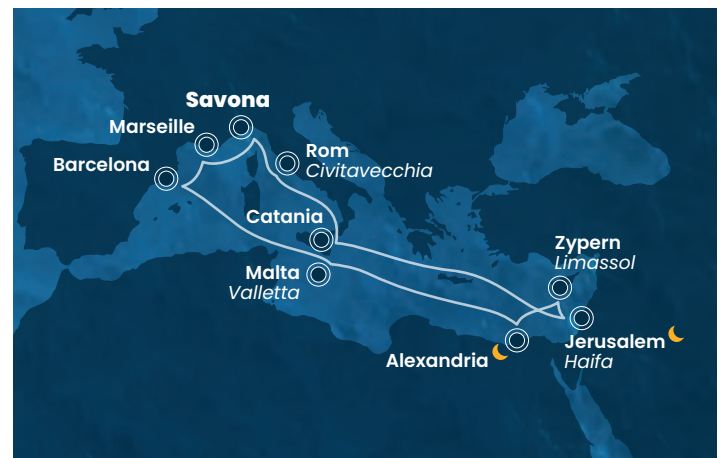 Savona
Marseille
Rom
Civitavecchia
Barcelona
Catania
Zypern
Limassol
Malta
Valletta
Jerusalem
Haifa
Alexandria